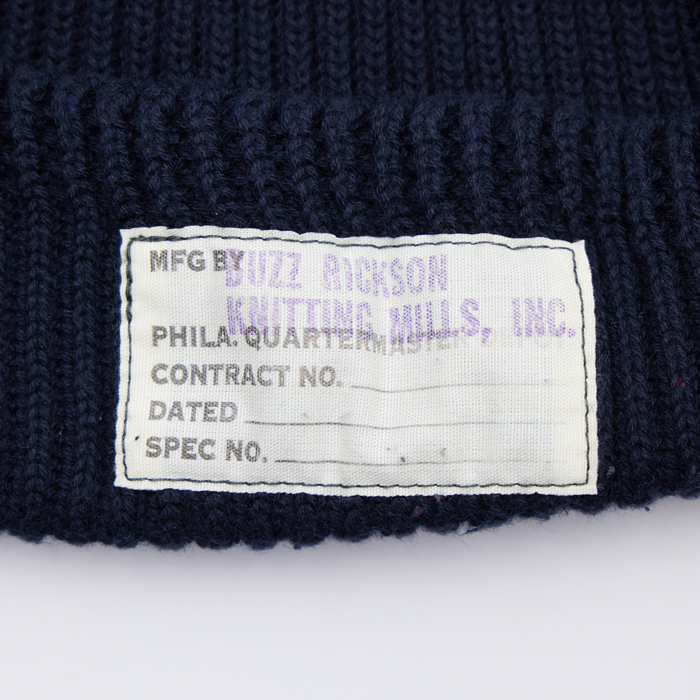 MFG BY BUZZ RICKSON
KNITTING MILLS, INC.
PHILA. QUARTERMASTER
CONTRACT NO.
DATED
SPEC NO.